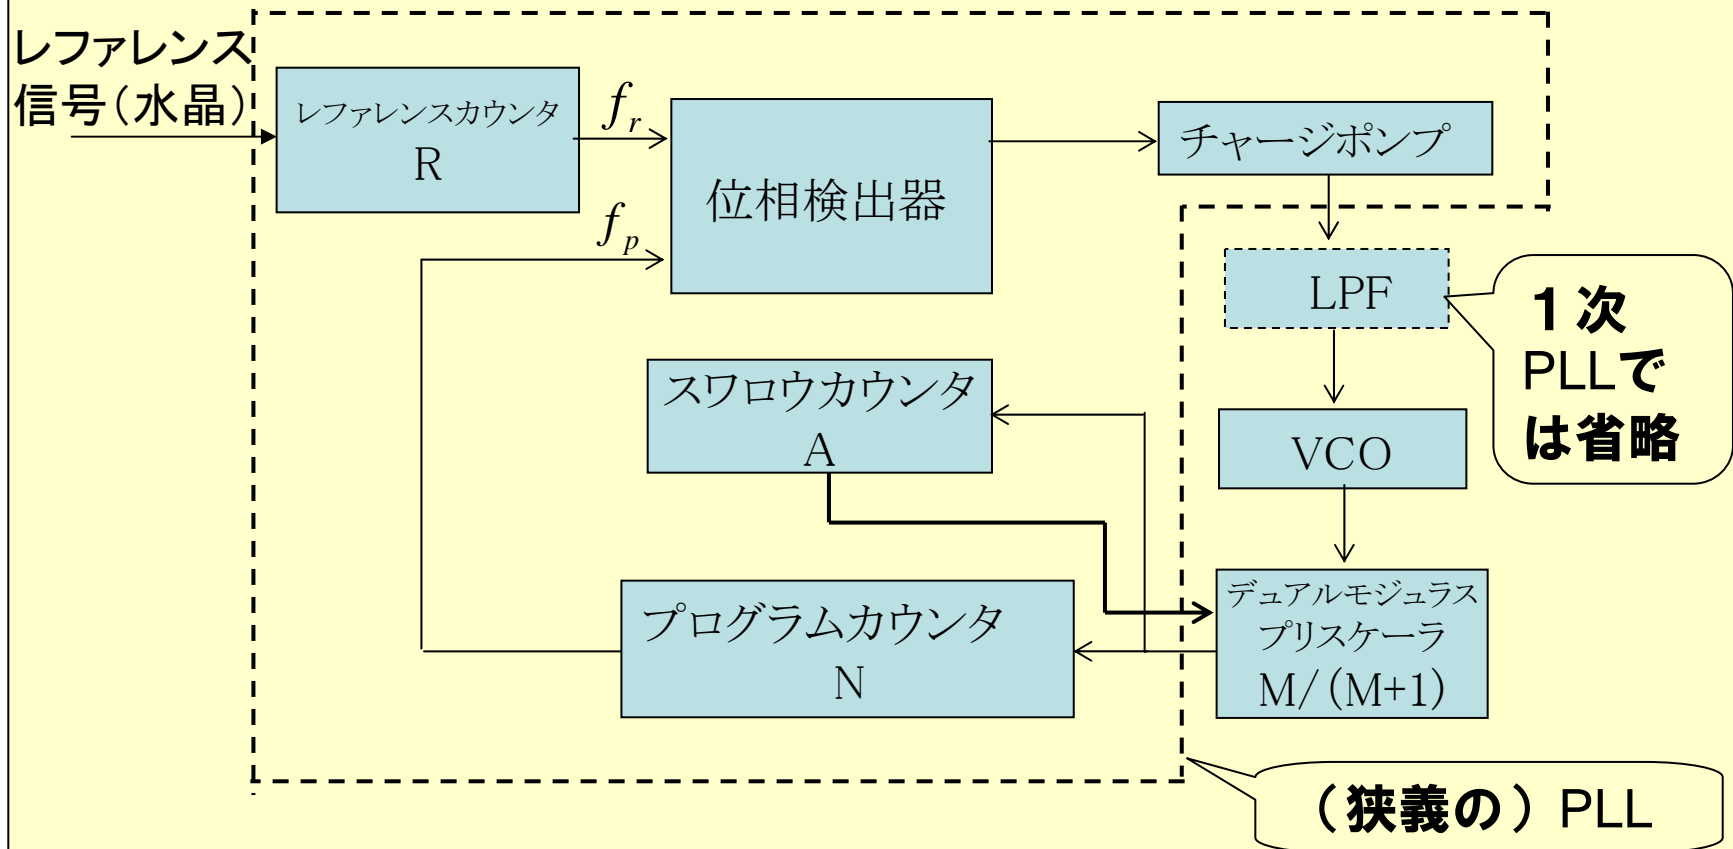 レファレンス
信号(水晶)
レファレンスカウンタ
R
fr
fp
位相検出器
チャージポンプ
LPF
1次
PLLで
は省略
スワロウカウンタ
A
VCO
プログラムカウンタ
N
デュアルモジュラス
プリスケーラ
M/(M+1)
(狭義の)PLL